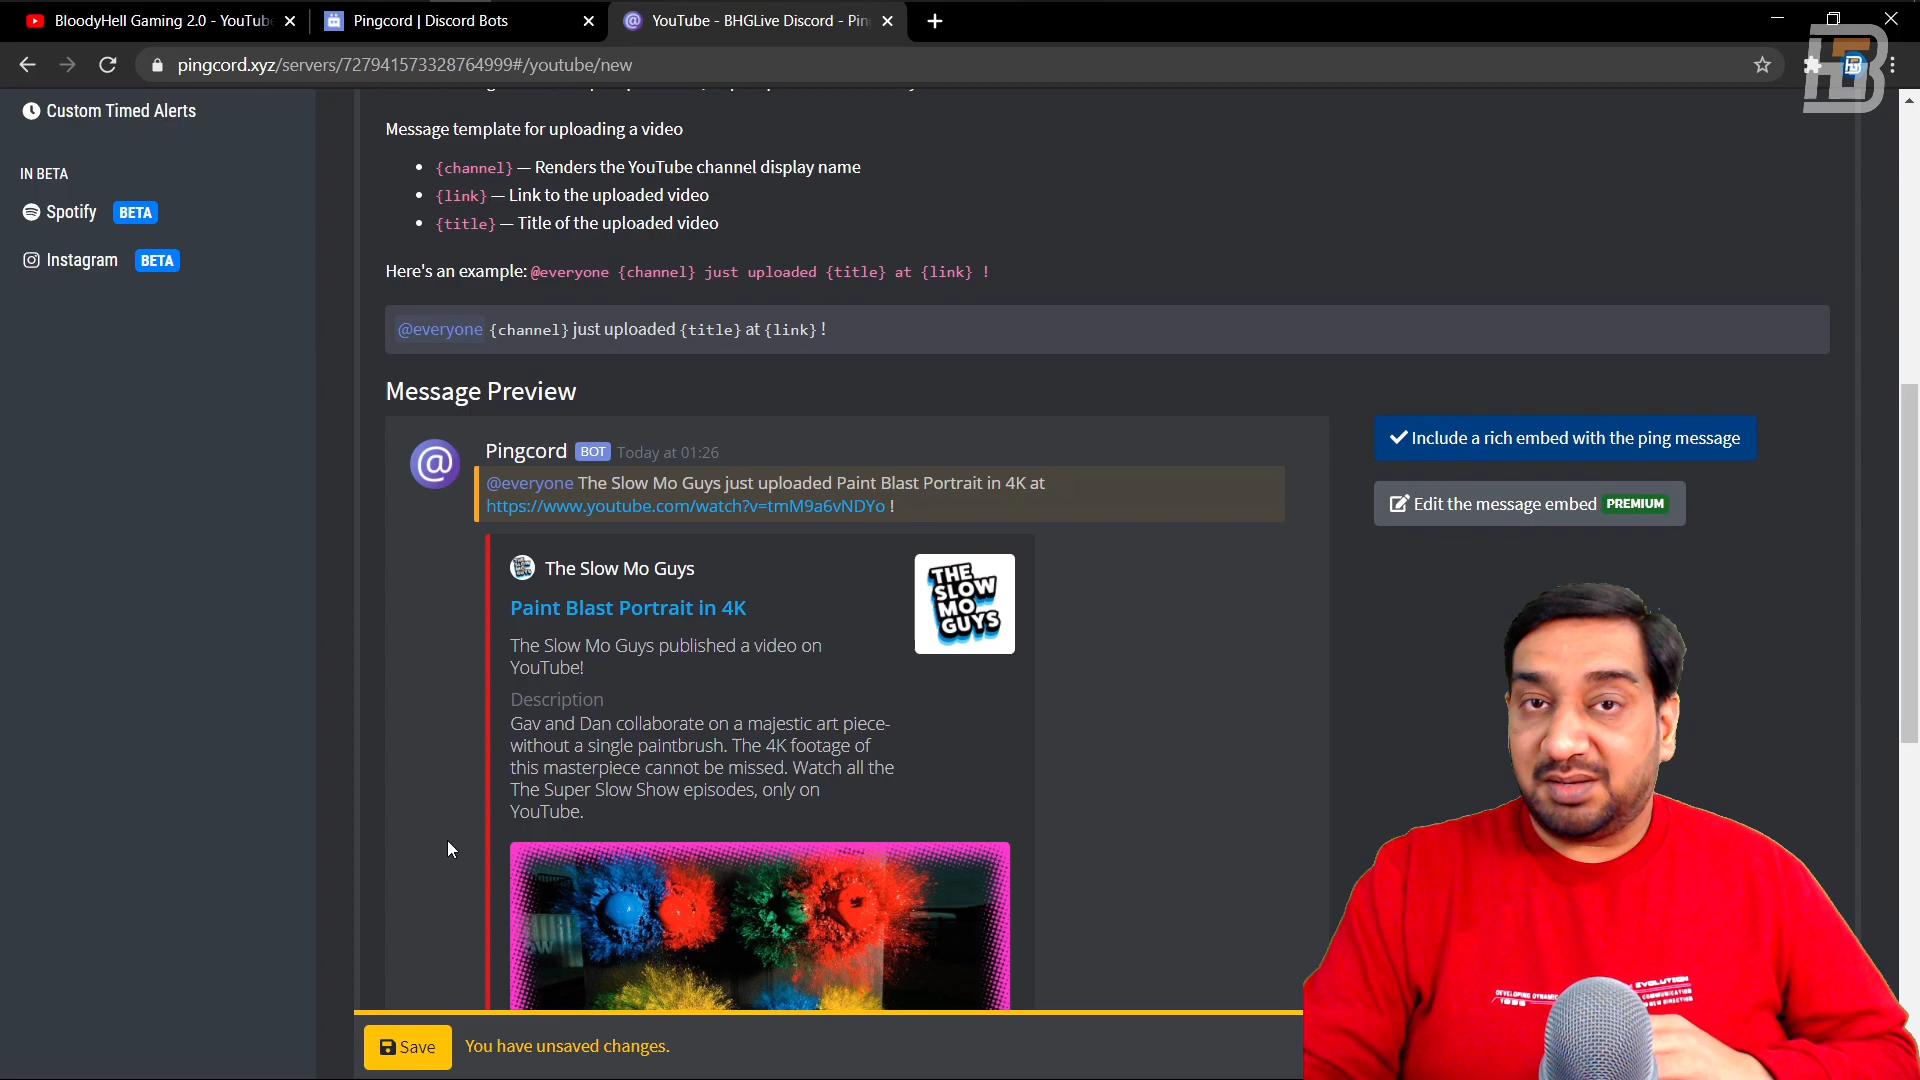 BloodyHell Gaming 2.0 - YouTube
Pingcord | Discord Bots
YouTube - BHGLive Discord - Pin
pingcord.xyz/servers/727941573328764999#/youtube/new
Custom Timed Alerts
IN BETA
Spotify BETA
Instagram BETA
Message template for uploading a video
{channel} — Renders the YouTube channel display name
{link} — Link to the uploaded video
{title} — Title of the uploaded video
Here's an example: @everyone {channel} just uploaded {title} at {link} !
@everyone {channel} just uploaded {title} at {link} !
Message Preview
Include a rich embed with the ping message
Edit the message embed PREMIUM
Pingcord BOT Today at 01:26
@everyone The Slow Mo Guys just uploaded Paint Blast Portrait in 4K at
https://www.youtube.com/watch?v=tmM9a6vNDYo !
The Slow Mo Guys
THE
SLOW
MO
GUYS
Paint Blast Portrait in 4K
The Slow Mo Guys published a video on
YouTube!
Description
Gav and Dan collaborate on a majestic art piece-
without a single paintbrush. The 4K footage of
this masterpiece cannot be missed. Watch all the
The Super Slow Show episodes, only on
YouTube.
Save You have unsaved changes.